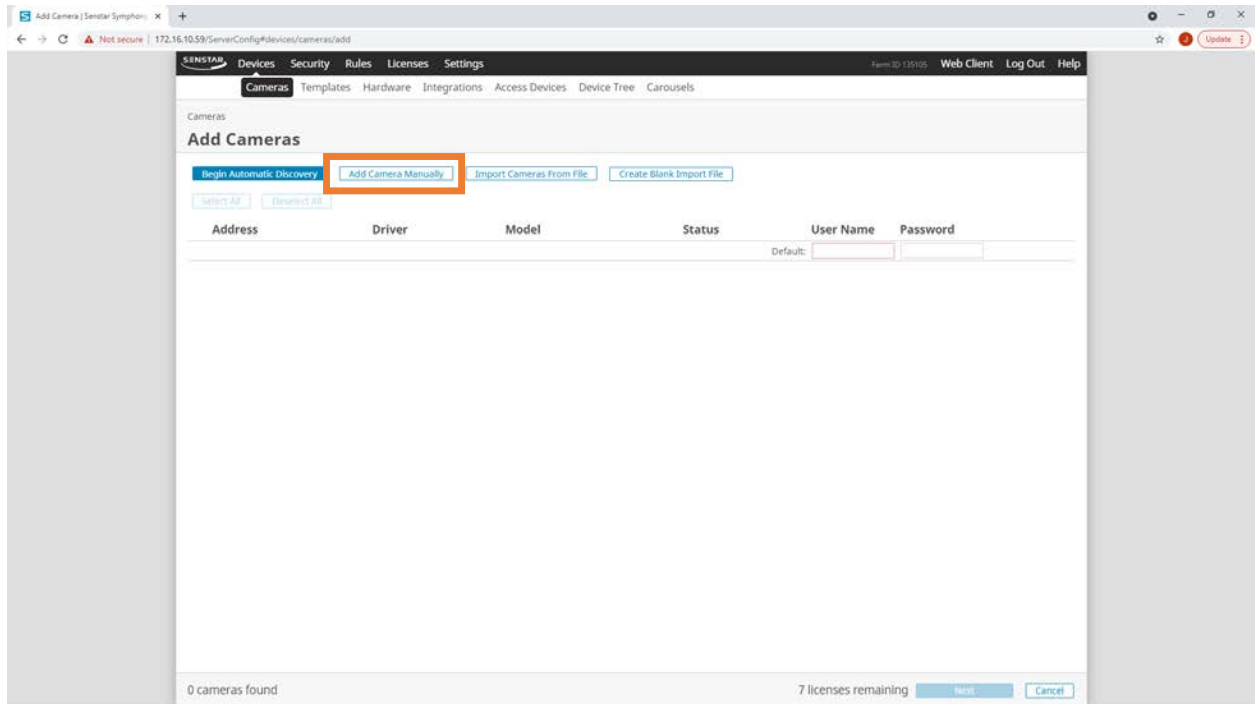 Add Camera | Senstar Symphony
Not secure | 172.16.10.59/ServerConfig#devices/cameras/add
J Update
SENSTAR Devices Security Rules Licenses Settings Farm ID 135105 Web Client Log Out Help
Cameras Templates Hardware Integrations Access Devices Device Tree Carousels
Cameras
Add Cameras
Begin Automatic Discovery Add Camera Manually Import Cameras From File Create Blank Import File
Select All Deselect All
Address Driver Model Status User Name Password
Default:
0 cameras found 7 licenses remaining Next Cancel